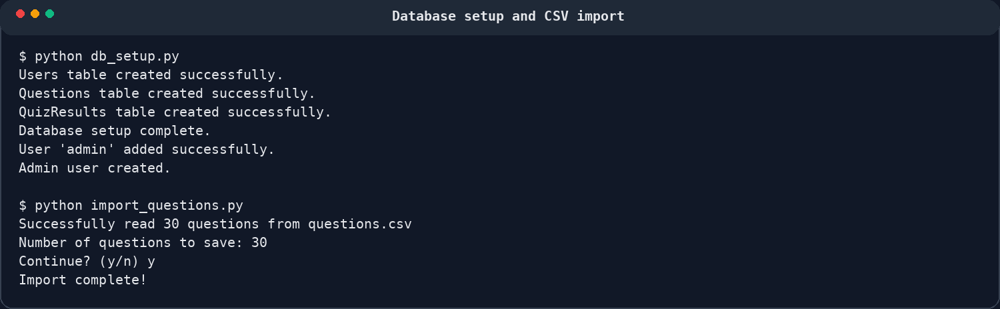 Database setup and CSV import
$ python db_setup.py
Users table created successfully.
Questions table created successfully.
QuizResults table created successfully.
Database setup complete.
User 'admin' added successfully.
Admin user created.
$ python import_questions.py
Successfully read 30 questions from questions.csv
Number of questions to save: 30
Continue? (y/n) y
Import complete!